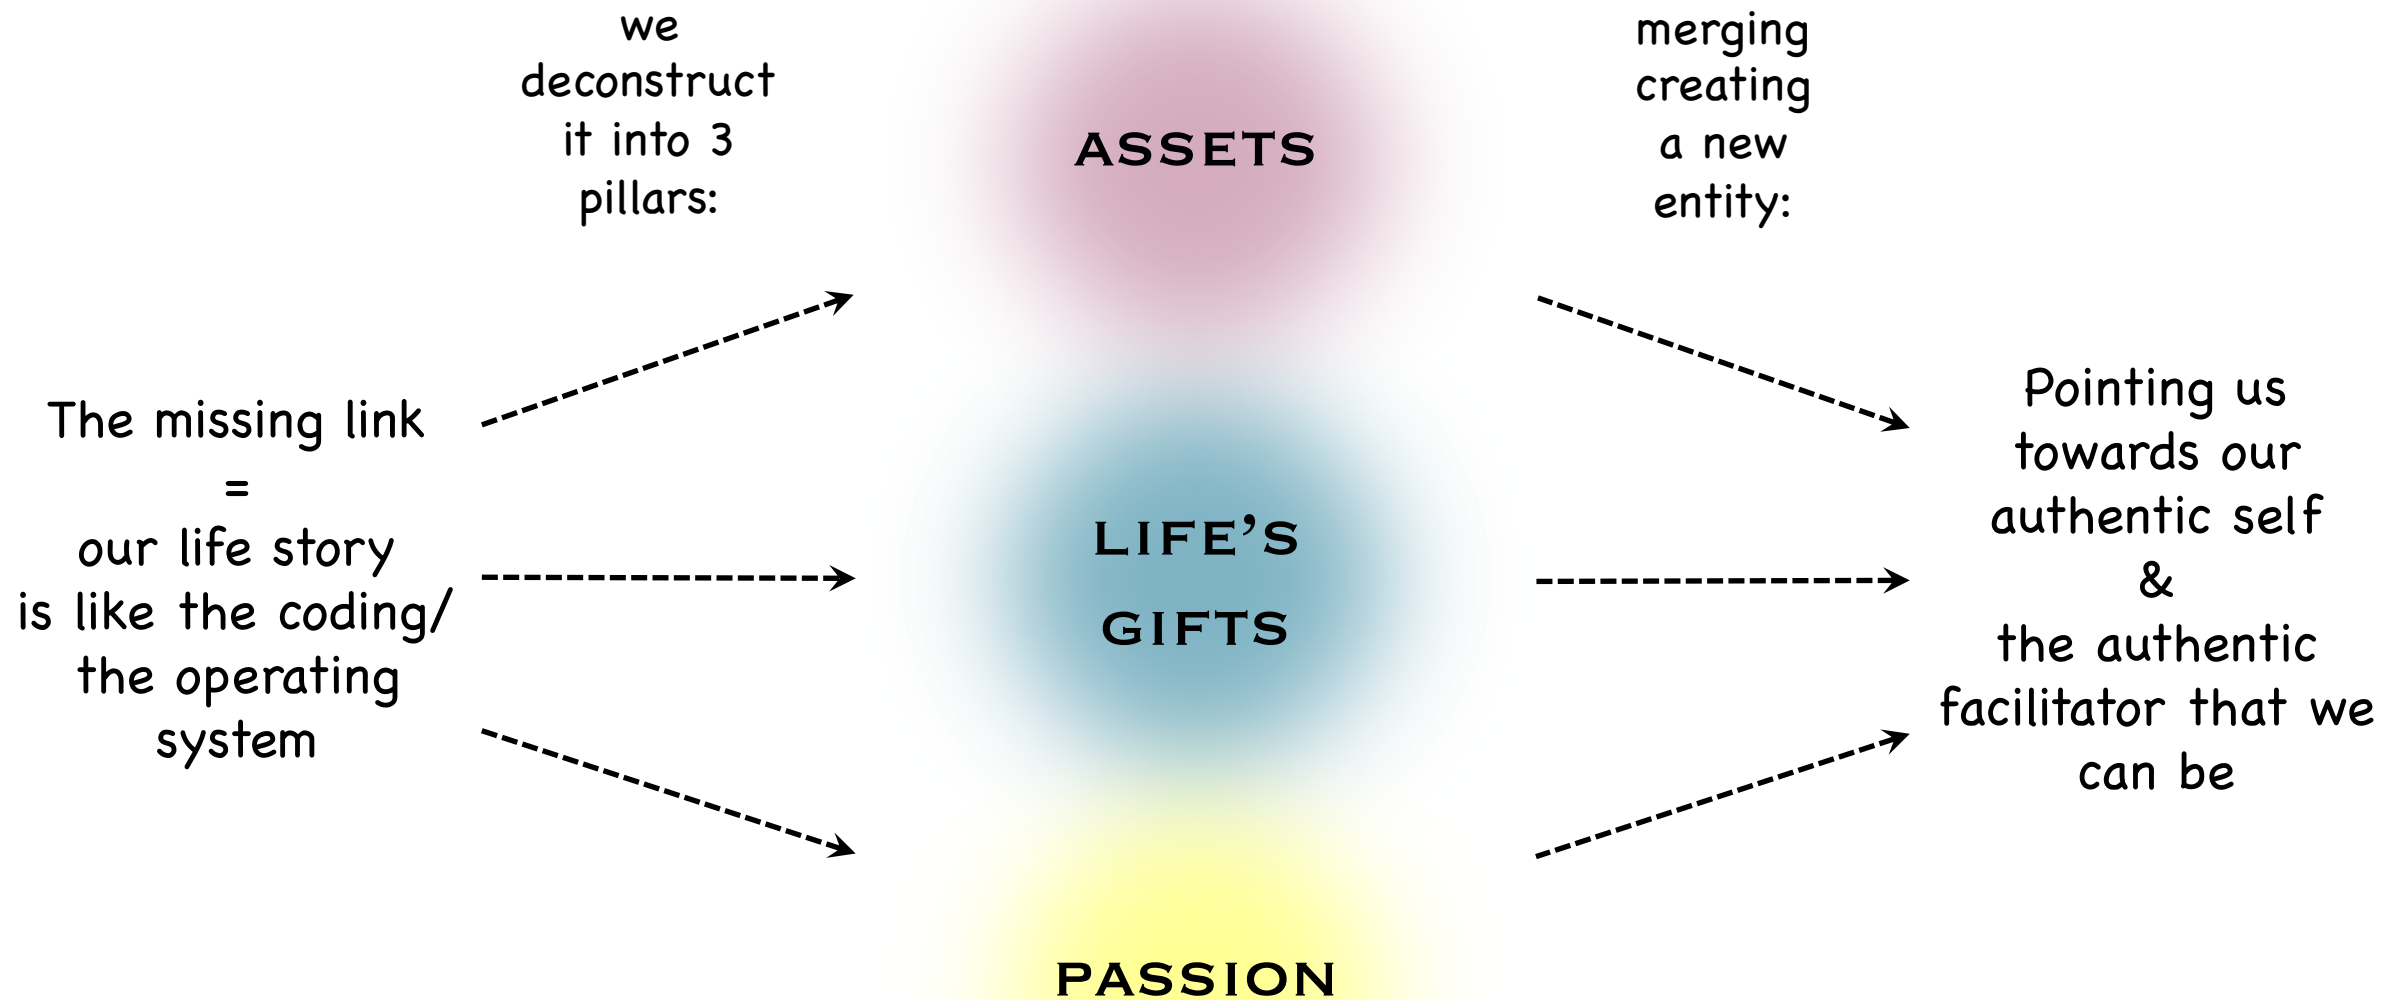 The missing link
=
our life story
is like the coding/
the operating
system
we
deconstruct
it into 3
pillars:
ASSETS
LIFE’S
GIFTS
PASSION
merging
creating
a new
entity:
Pointing us
towards our
authentic self
&
the authentic
facilitator that we
can be